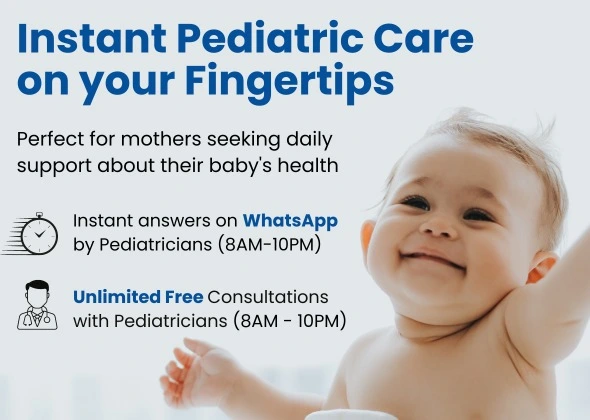 Instant Pediatric Care
on your Fingertips
Perfect for mothers seeking daily
support about their baby's health
Instant answers on WhatsApp
by Pediatricians (8AM-10PM)
Unlimited Free Consultations
with Pediatricians (8AM - 10PM)